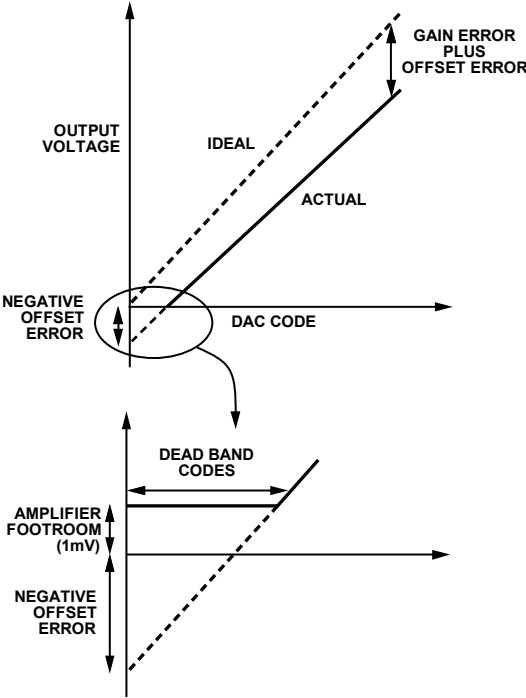 GAIN ERROR
PLUS
OFFSET ERROR
OUTPUT
VOLTAGE
IDEAL
ACTUAL
NEGATIVE
OFFSET
ERROR
DAC CODE
DEAD BAND
CODES
AMPLIFIER
FOOTROOM
(1mV)
NEGATIVE
OFFSET
ERROR